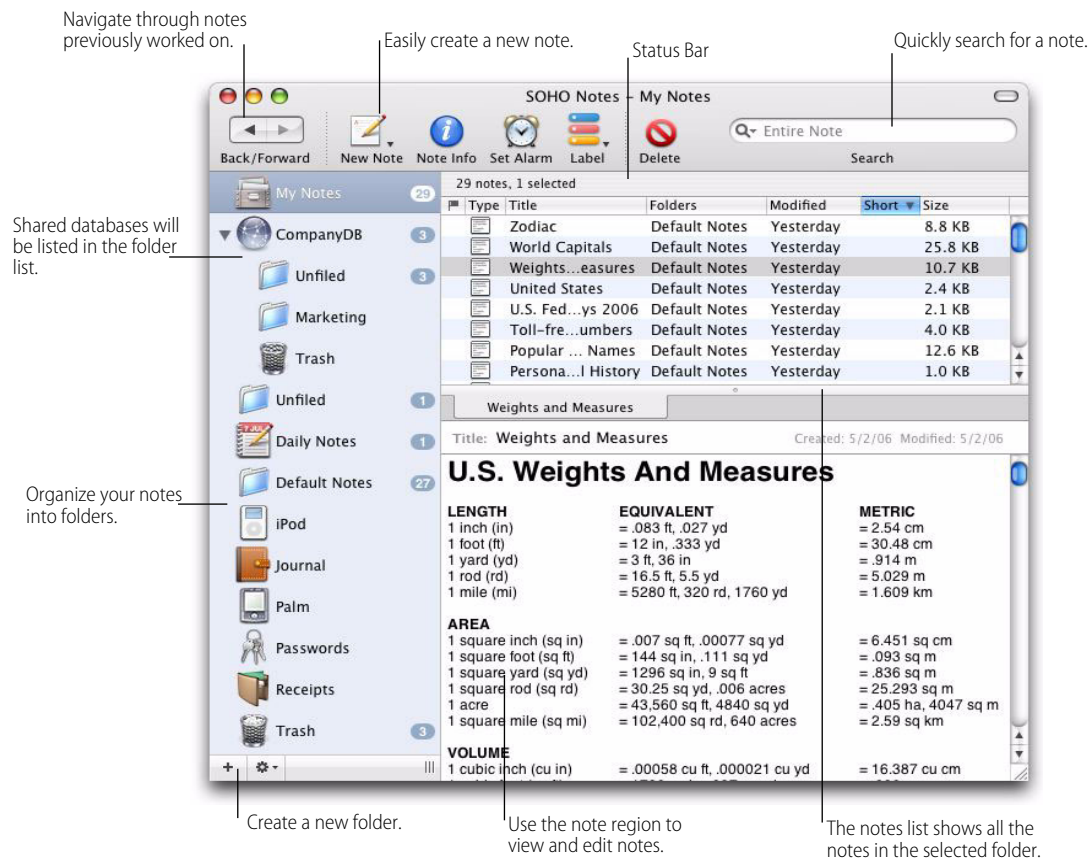 Navigate through notes
previously worked on.
Easily create a new note.
Status Bar
Quickly search for a note.
SOHO Notes – My Notes
Back/Forward
New Note
Note Info
Set Alarm
Label
Delete
Entire Note
Search
My Notes 29
CompanyDB 3
Unfiled 3
Marketing
Trash
Unfiled 1
Daily Notes 1
Default Notes 27
iPod
Journal
Palm
Passwords
Receipts
Trash 3
Shared databases will
be listed in the folder
list.
Organize your notes
into folders.
29 notes, 1 selected
Type Title Folders Modified Short Size
Zodiac Default Notes Yesterday 8.8 KB
World Capitals Default Notes Yesterday 25.8 KB
Weights...easures Default Notes Yesterday 10.7 KB
United States Default Notes Yesterday 2.4 KB
U.S. Fed...ys 2006 Default Notes Yesterday 2.1 KB
Toll-fre...umbers Default Notes Yesterday 4.0 KB
Popular ... Names Default Notes Yesterday 12.6 KB
Persona...l History Default Notes Yesterday 1.0 KB
Weights and Measures
Title: Weights and Measures Created: 5/2/06 Modified: 5/2/06
U.S. Weights And Measures
LENGTH EQUIVALENT METRIC
1 inch (in) = .083 ft, .027 yd = 2.54 cm
1 foot (ft) = 12 in, .333 yd = 30.48 cm
1 yard (yd) = 3 ft, 36 in = .914 m
1 rod (rd) = 16.5 ft, 5.5 yd = 5.029 m
1 mile (mi) = 5280 ft, 320 rd, 1760 yd = 1.609 km
AREA
1 square inch (sq in) = .007 sq ft, .00077 sq yd = 6.451 sq cm
1 square foot (sq ft) = 144 sq in, .111 sq yd = .093 sq m
1 square yard (sq yd) = 1296 sq in, 9 sq ft = .836 sq m
1 square rod (sq rd) = 30.25 sq yd, .006 acres = 25.293 sq m
1 acre = 43,560 sq ft, 4840 sq yd = .405 ha, 4047 sq m
1 square mile (sq mi) = 102,400 sq rd, 640 acres = 2.59 sq km
VOLUME
1 cubic inch (cu in) = .00058 cu ft, .000021 cu yd = 16.387 cu cm
Create a new folder.
Use the note region to
view and edit notes.
The notes list shows all the
notes in the selected folder.